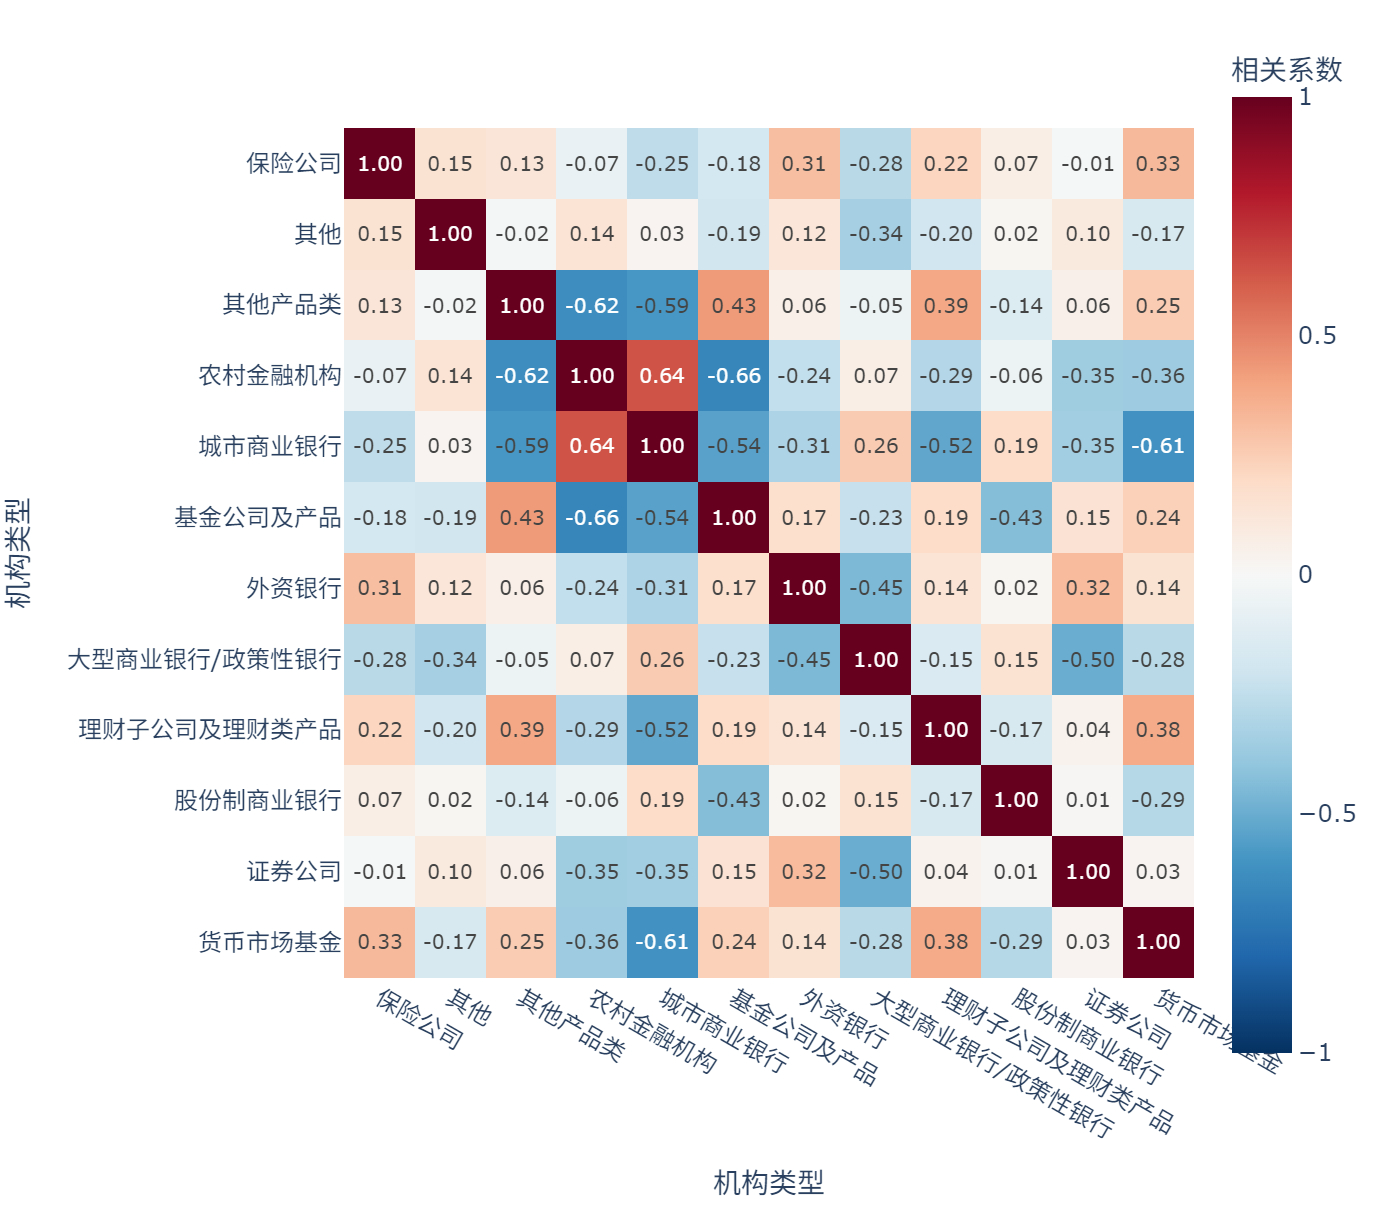 相关系数
1
保险公司 1.00 0.15 0.13 -0.07 -0.25 -0.18 0.31 -0.28 0.22 0.07 -0.01 0.33
其他 0.15 1.00 -0.02 0.14 0.03 -0.19 0.12 -0.34 -0.20 0.02 0.10 -0.17
其他产品类 0.13 -0.02 1.00 -0.62 -0.59 0.43 0.06 -0.05 0.39 -0.14 0.06 0.25
0.5
农村金融机构 -0.07 0.14 -0.62 1.00 0.64 -0.66 -0.24 0.07 -0.29 -0.06 -0.35 -0.36
城市商业银行 -0.25 0.03 -0.59 0.64 1.00 -0.54 -0.31 0.26 -0.52 0.19 -0.35 -0.61
基金公司及产品 -0.18 -0.19 0.43 -0.66 -0.54 1.00 0.17 -0.23 0.19 -0.43 0.15 0.24
机构类型
0
外资银行 0.31 0.12 0.06 -0.24 -0.31 0.17 1.00 -0.45 0.14 0.02 0.32 0.14
大型商业银行/政策性银行 -0.28 -0.34 -0.05 0.07 0.26 -0.23 -0.45 1.00 -0.15 0.15 -0.50 -0.28
理财子公司及理财类产品 0.22 -0.20 0.39 -0.29 -0.52 0.19 0.14 -0.15 1.00 -0.17 0.04 0.38
股份制商业银行 0.07 0.02 -0.14 -0.06 0.19 -0.43 0.02 0.15 -0.17 1.00 0.01 -0.29
−0.5
证券公司 -0.01 0.10 0.06 -0.35 -0.35 0.15 0.32 -0.50 0.04 0.01 1.00 0.03
货币市场基金 0.33 -0.17 0.25 -0.36 -0.61 0.24 0.14 -0.28 0.38 -0.29 0.03 1.00
−1
保险公司
其他
其他产品类
农村金融机构
城市商业银行
基金公司及产品
外资银行
大型商业银行/政策性银行
理财子公司及理财类产品
股份制商业银行
证券公司
货币市场基金
机构类型